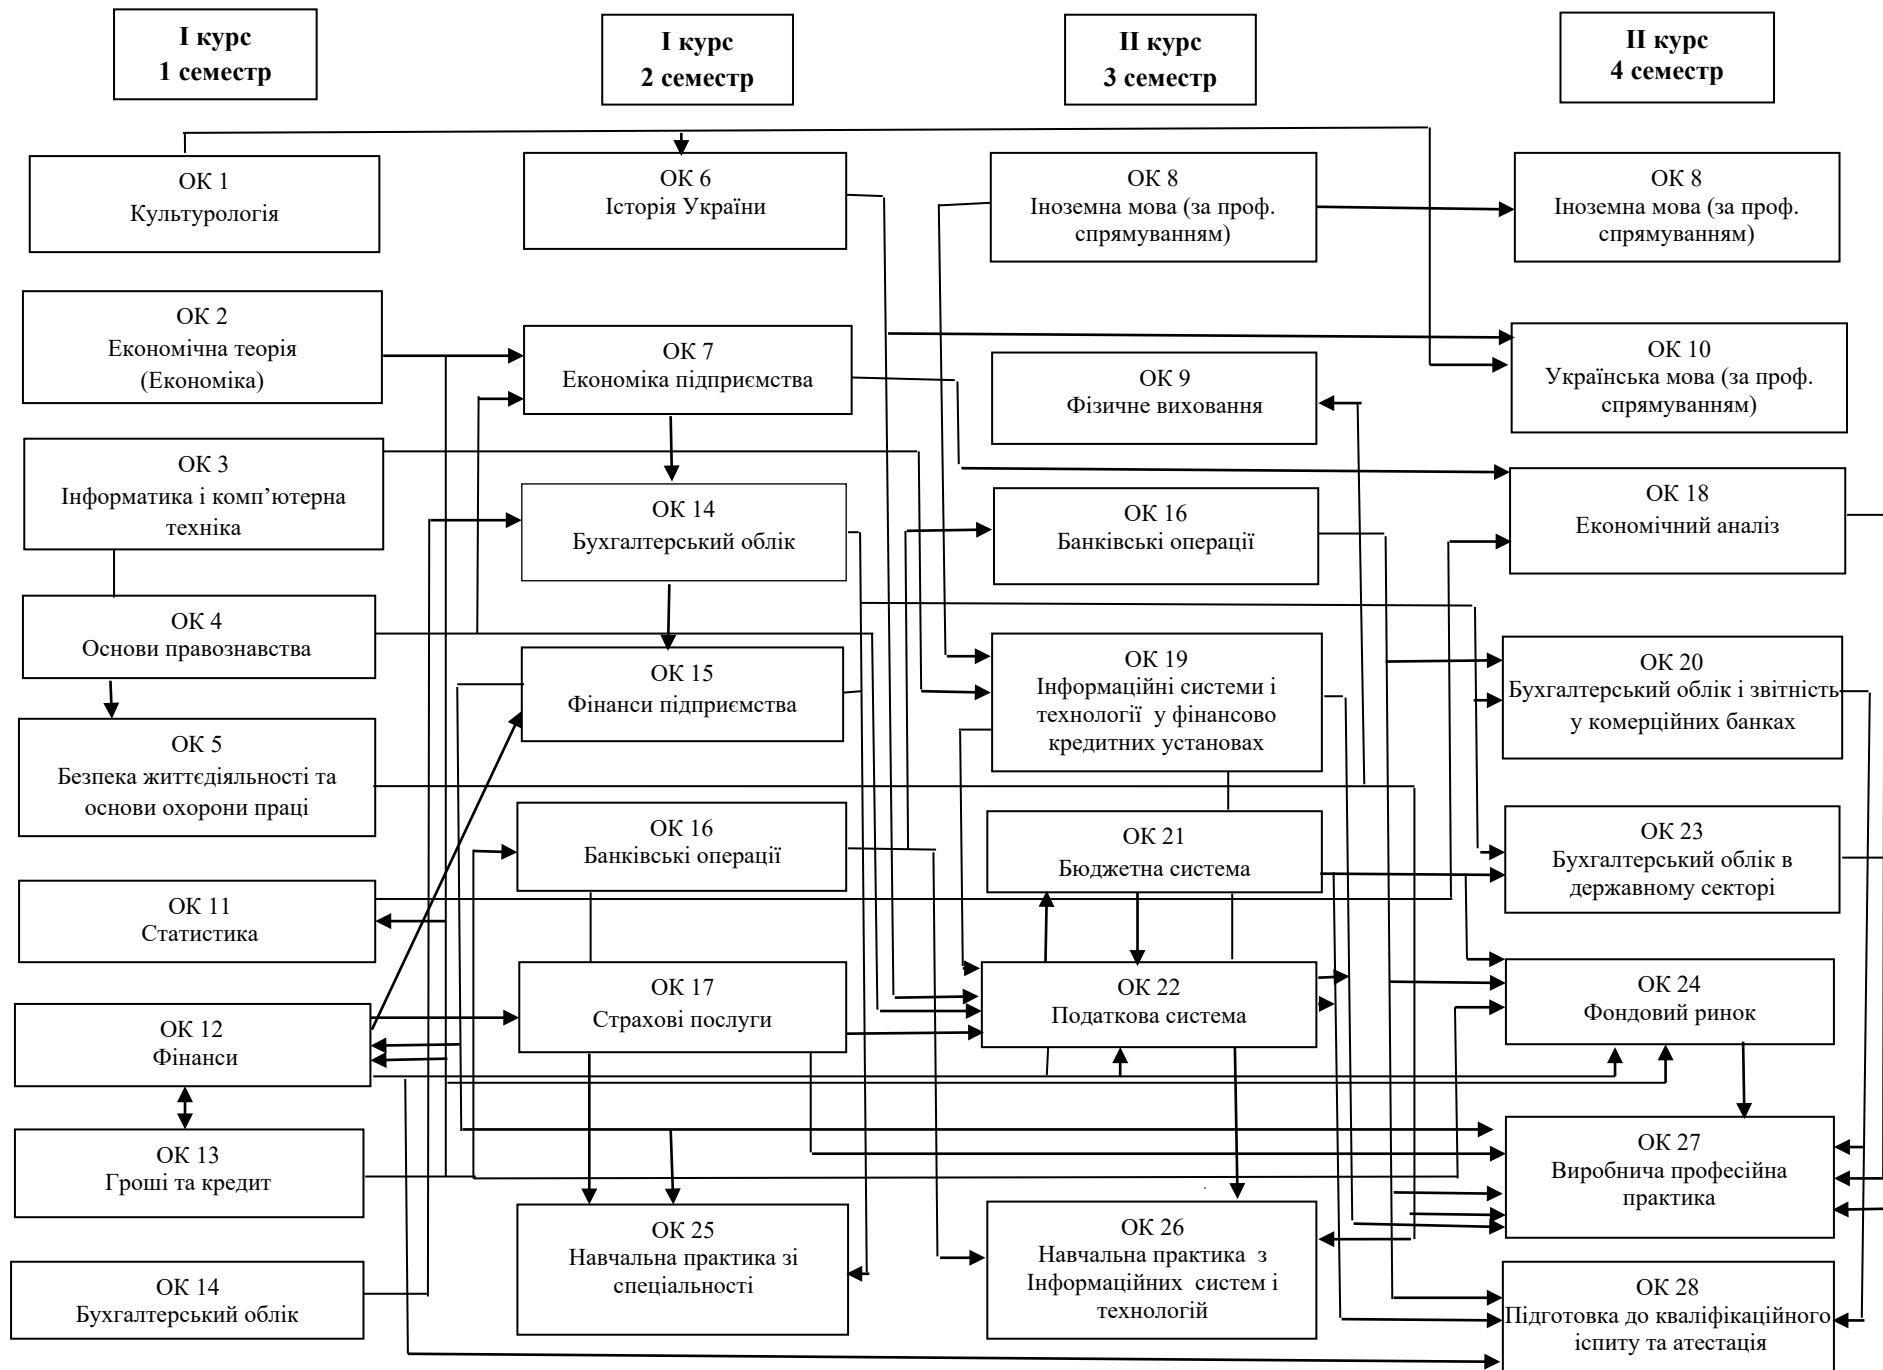 І курс
1 семестр
І курс
2 семестр
ІІ курс
3 семестр
ІІ курс
4 семестр
ОК 1
Культурологія
ОК 2
Економічна теорія
(Економіка)
ОК 3
Інформатика і комп’ютерна
техніка
ОК 4
Основи правознавства
ОК 5
Безпека життєдіяльності та
основи охорони праці
ОК 11
Статистика
ОК 12
Фінанси
ОК 13
Гроші та кредит
ОК 14
Бухгалтерський облік
ОК 6
Історія України
ОК 7
Економіка підприємства
ОК 14
Бухгалтерський облік
ОК 15
Фінанси підприємства
ОК 16
Банківські операції
ОК 17
Страхові послуги
ОК 25
Навчальна практика зі
спеціальності
ОК 8
Іноземна мова (за проф.
спрямуванням)
ОК 9
Фізичне виховання
ОК 16
Банківські операції
ОК 19
Інформаційні системи і
технології у фінансово
кредитних установах
ОК 21
Бюджетна система
ОК 22
Податкова система
ОК 26
Навчальна практика з
Інформаційних систем і
технологій
ОК 8
Іноземна мова (за проф.
спрямуванням)
ОК 10
Українська мова (за проф.
спрямуванням)
ОК 18
Економічний аналіз
ОК 20
Бухгалтерський облік і звітність
у комерційних банках
ОК 23
Бухгалтерський облік в
державному секторі
ОК 24
Фондовий ринок
ОК 27
Виробнича професійна
практика
ОК 28
Підготовка до кваліфікаційного
іспиту та атестація